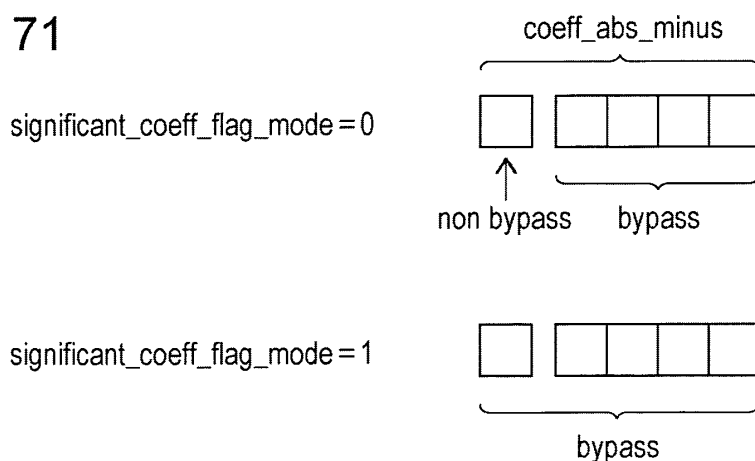 71
coeff_abs_minus
significant_coeff_flag_mode = 0
non bypass bypass
significant_coeff_flag_mode = 1
bypass